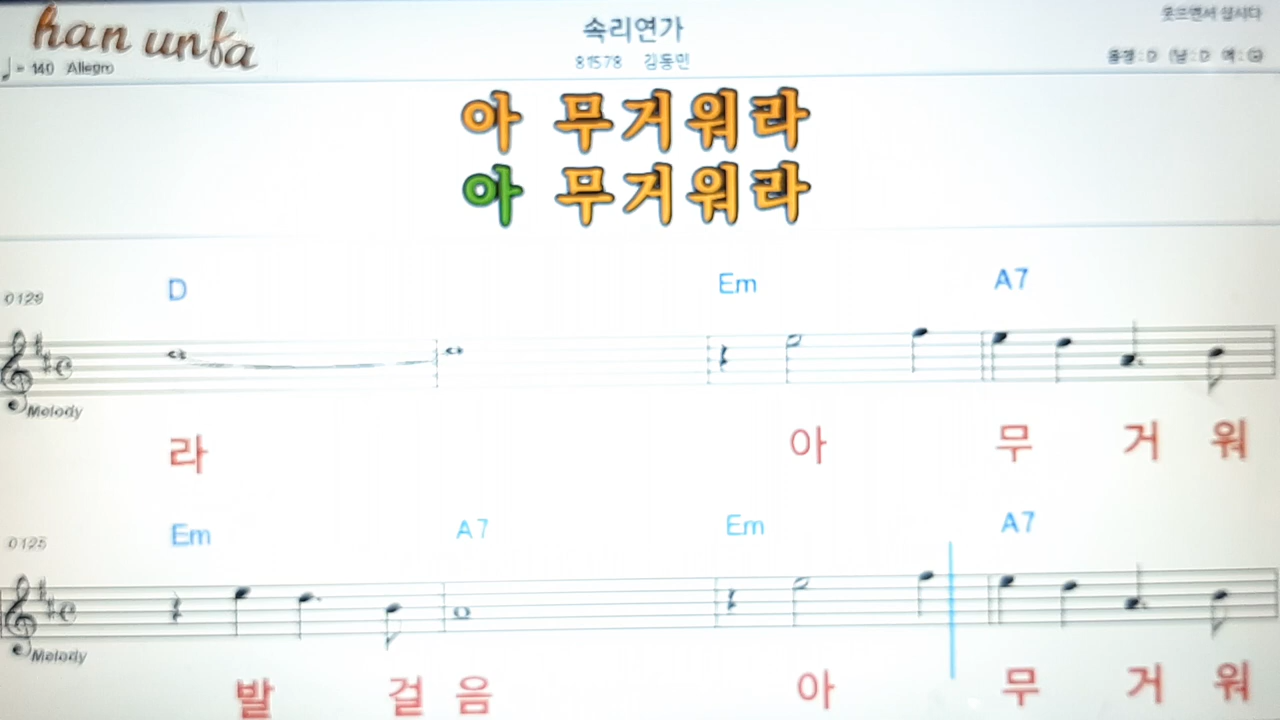 han unfa
속리연가
웃으면서 삽시다
♩= 140 Allegro
81578 김동민
음정 : D (남 : D 여 : G)
아 무거워라
아 무거워라
0129
D Em A7
Melody
라 아 무 거 워
0125
Em A7 Em A7
Melody
발 걸 음 아 무 거 워